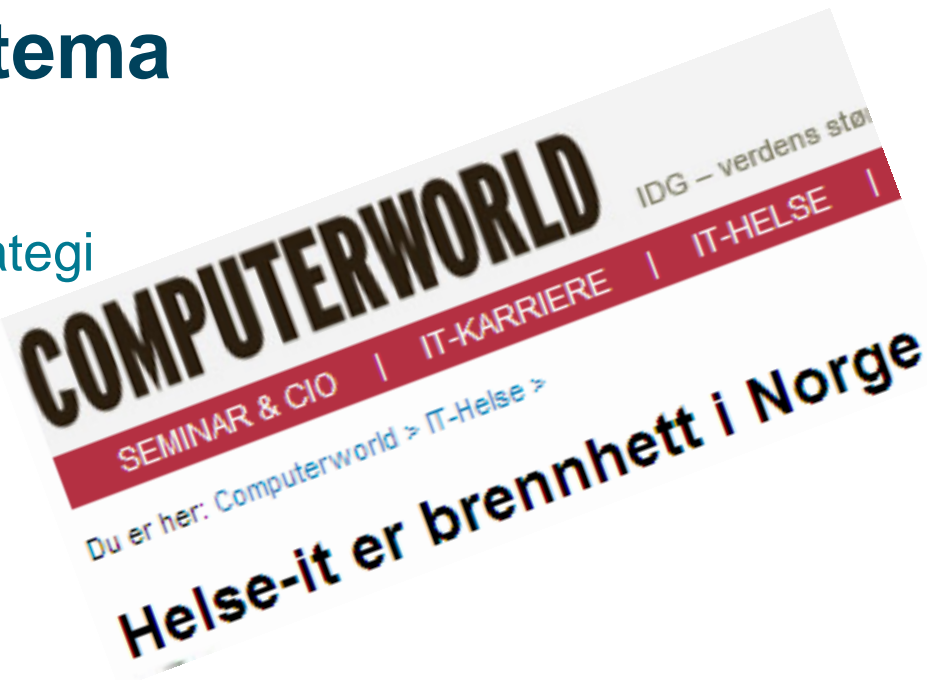 tema
ategi
COMPUTERWORLD
IDG – verdens stø
SEMINAR & CIO | IT-KARRIERE | IT-HELSE |
Du er her: Computerworld > IT-Helse >
Helse-it er brennhett i Norge